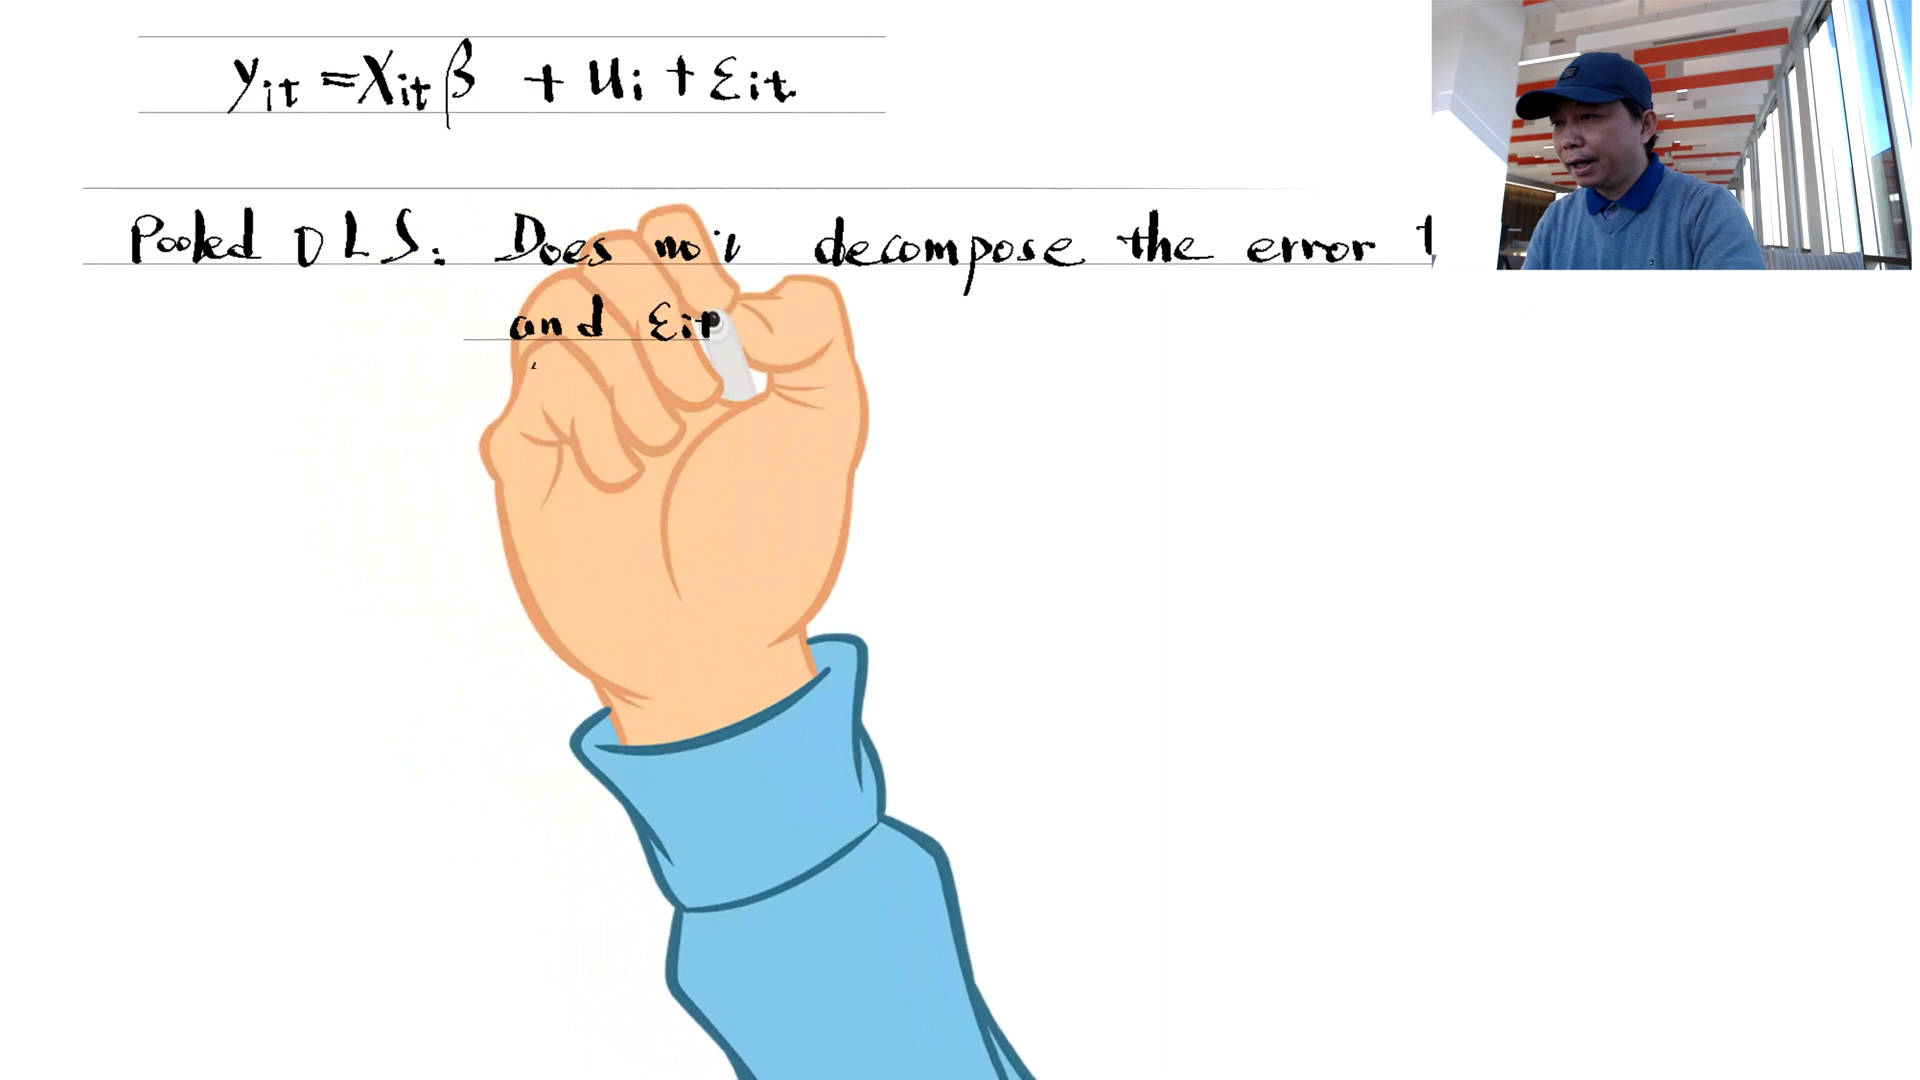 yit = Xit β + ui + εit
Pooled OLS: Does not decompose the error t
and εit